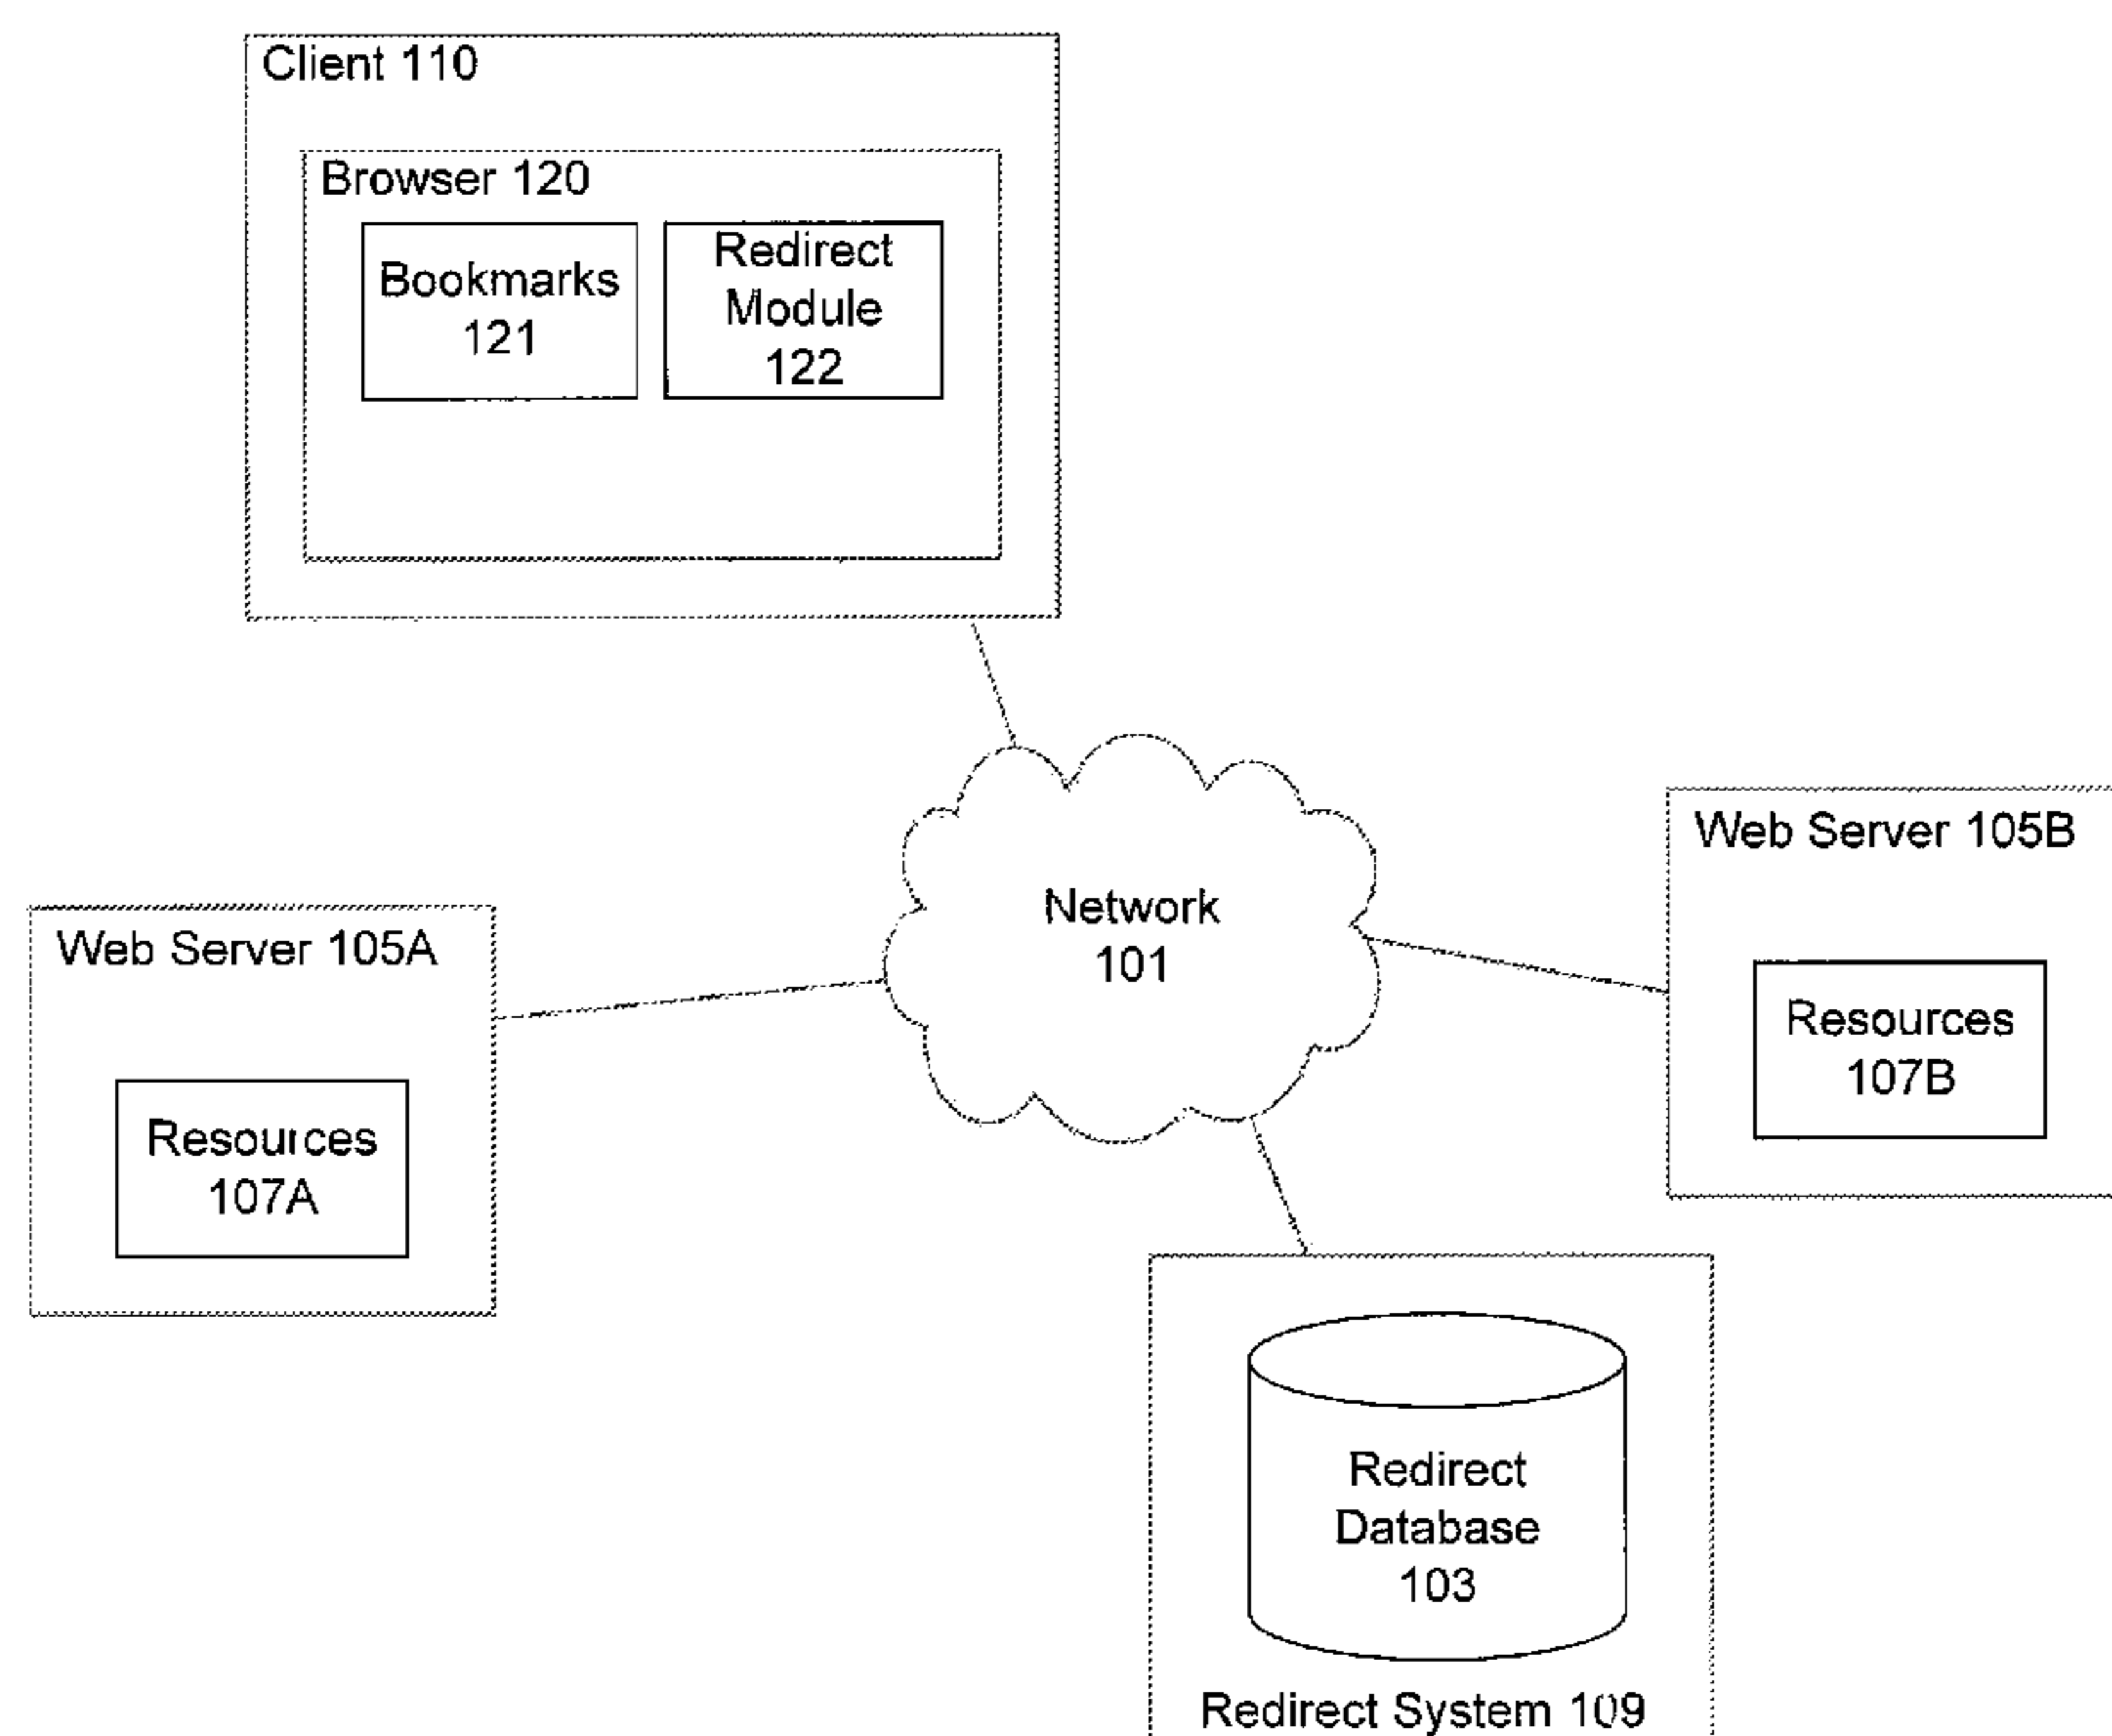 Client 110
Browser 120
Bookmarks
121
Redirect
Module
122
Network
101
Web Server 105B
Resources
107B
Web Server 105A
Resources
107A
Redirect
Database
103
Redirect System 109